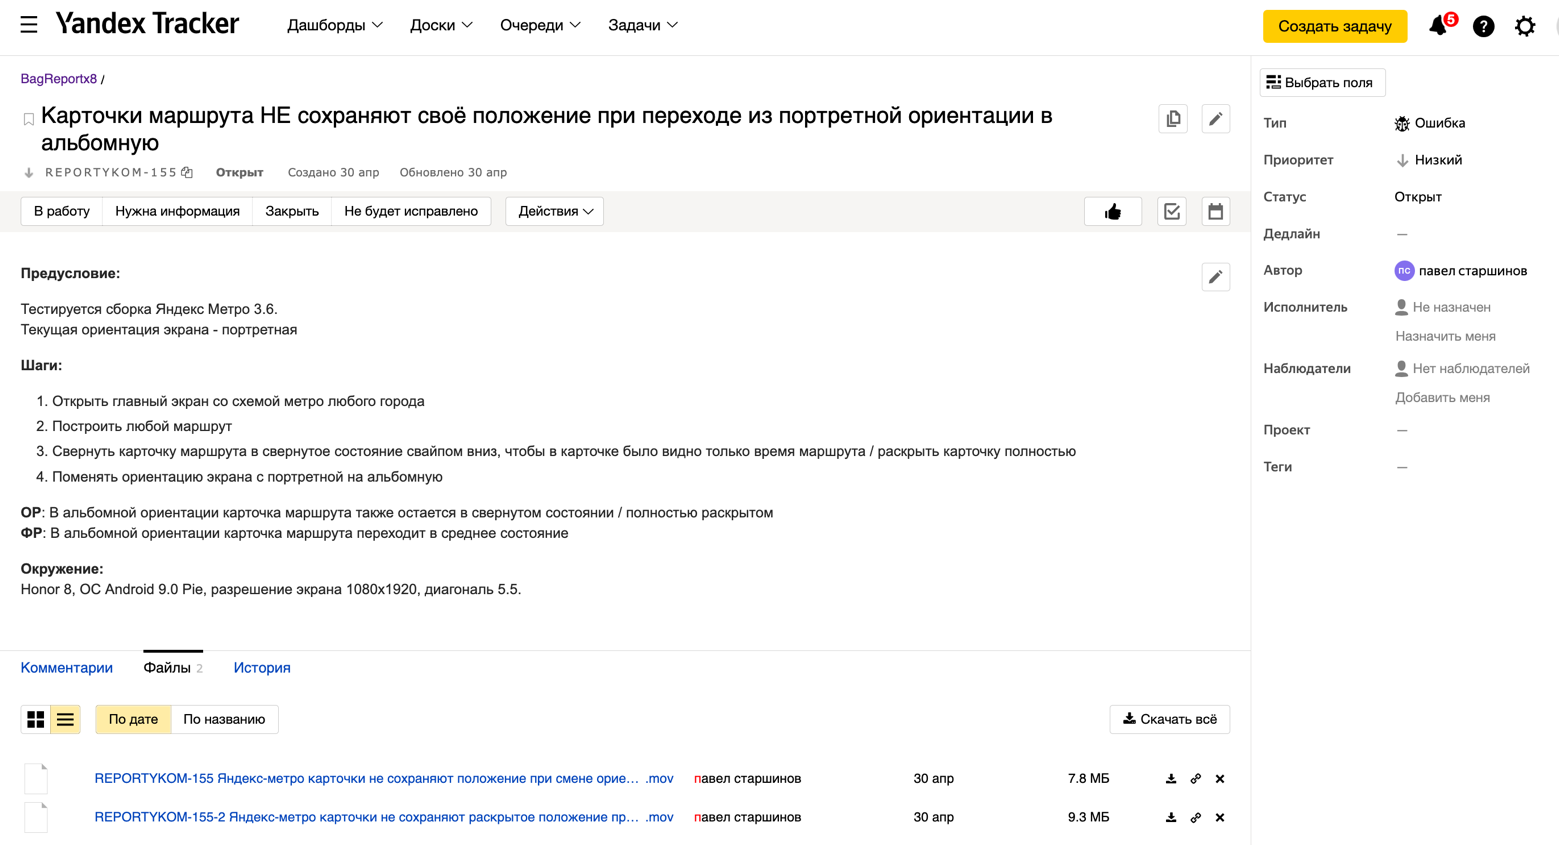 Yandex Tracker
Дашборды
Доски
Очереди
Задачи
Создать задачу
5
?
BagReportx8 /
Карточки маршрута НЕ сохраняют своё положение при переходе из портретной ориентации в
альбомную
REPORTYKOM-155
Открыт
Создано 30 апр
Обновлено 30 апр
В работу
Нужна информация
Закрыть
Не будет исправлено
Действия
Предусловие:
Тестируется сборка Яндекс Метро 3.6.
Текущая ориентация экрана - портретная
Шаги:
1. Открыть главный экран со схемой метро любого города
2. Построить любой маршрут
3. Свернуть карточку маршрута в свернутое состояние свайпом вниз, чтобы в карточке было видно только время маршрута / раскрыть карточку полностью
4. Поменять ориентацию экрана с портретной на альбомную
ОР: В альбомной ориентации карточка маршрута также остается в свернутом состоянии / полностью раскрытом
ФР: В альбомной ориентации карточка маршрута переходит в среднее состояние
Окружение:
Honor 8, ОС Android 9.0 Pie, разрешение экрана 1080x1920, диагональ 5.5.
Комментарии
Файлы 2
История
По дате
По названию
Скачать всё
REPORTYKOM-155 Яндекс-метро карточки не сохраняют положение при смене орие… .mov
павел старшинов
30 апр
7.8 МБ
REPORTYKOM-155-2 Яндекс-метро карточки не сохраняют раскрытое положение пр… .mov
павел старшинов
30 апр
9.3 МБ
Выбрать поля
Тип
Ошибка
Приоритет
Низкий
Статус
Открыт
Дедлайн
—
Автор
ПС павел старшинов
Исполнитель
Не назначен
Назначить меня
Наблюдатели
Нет наблюдателей
Добавить меня
Проект
—
Теги
—